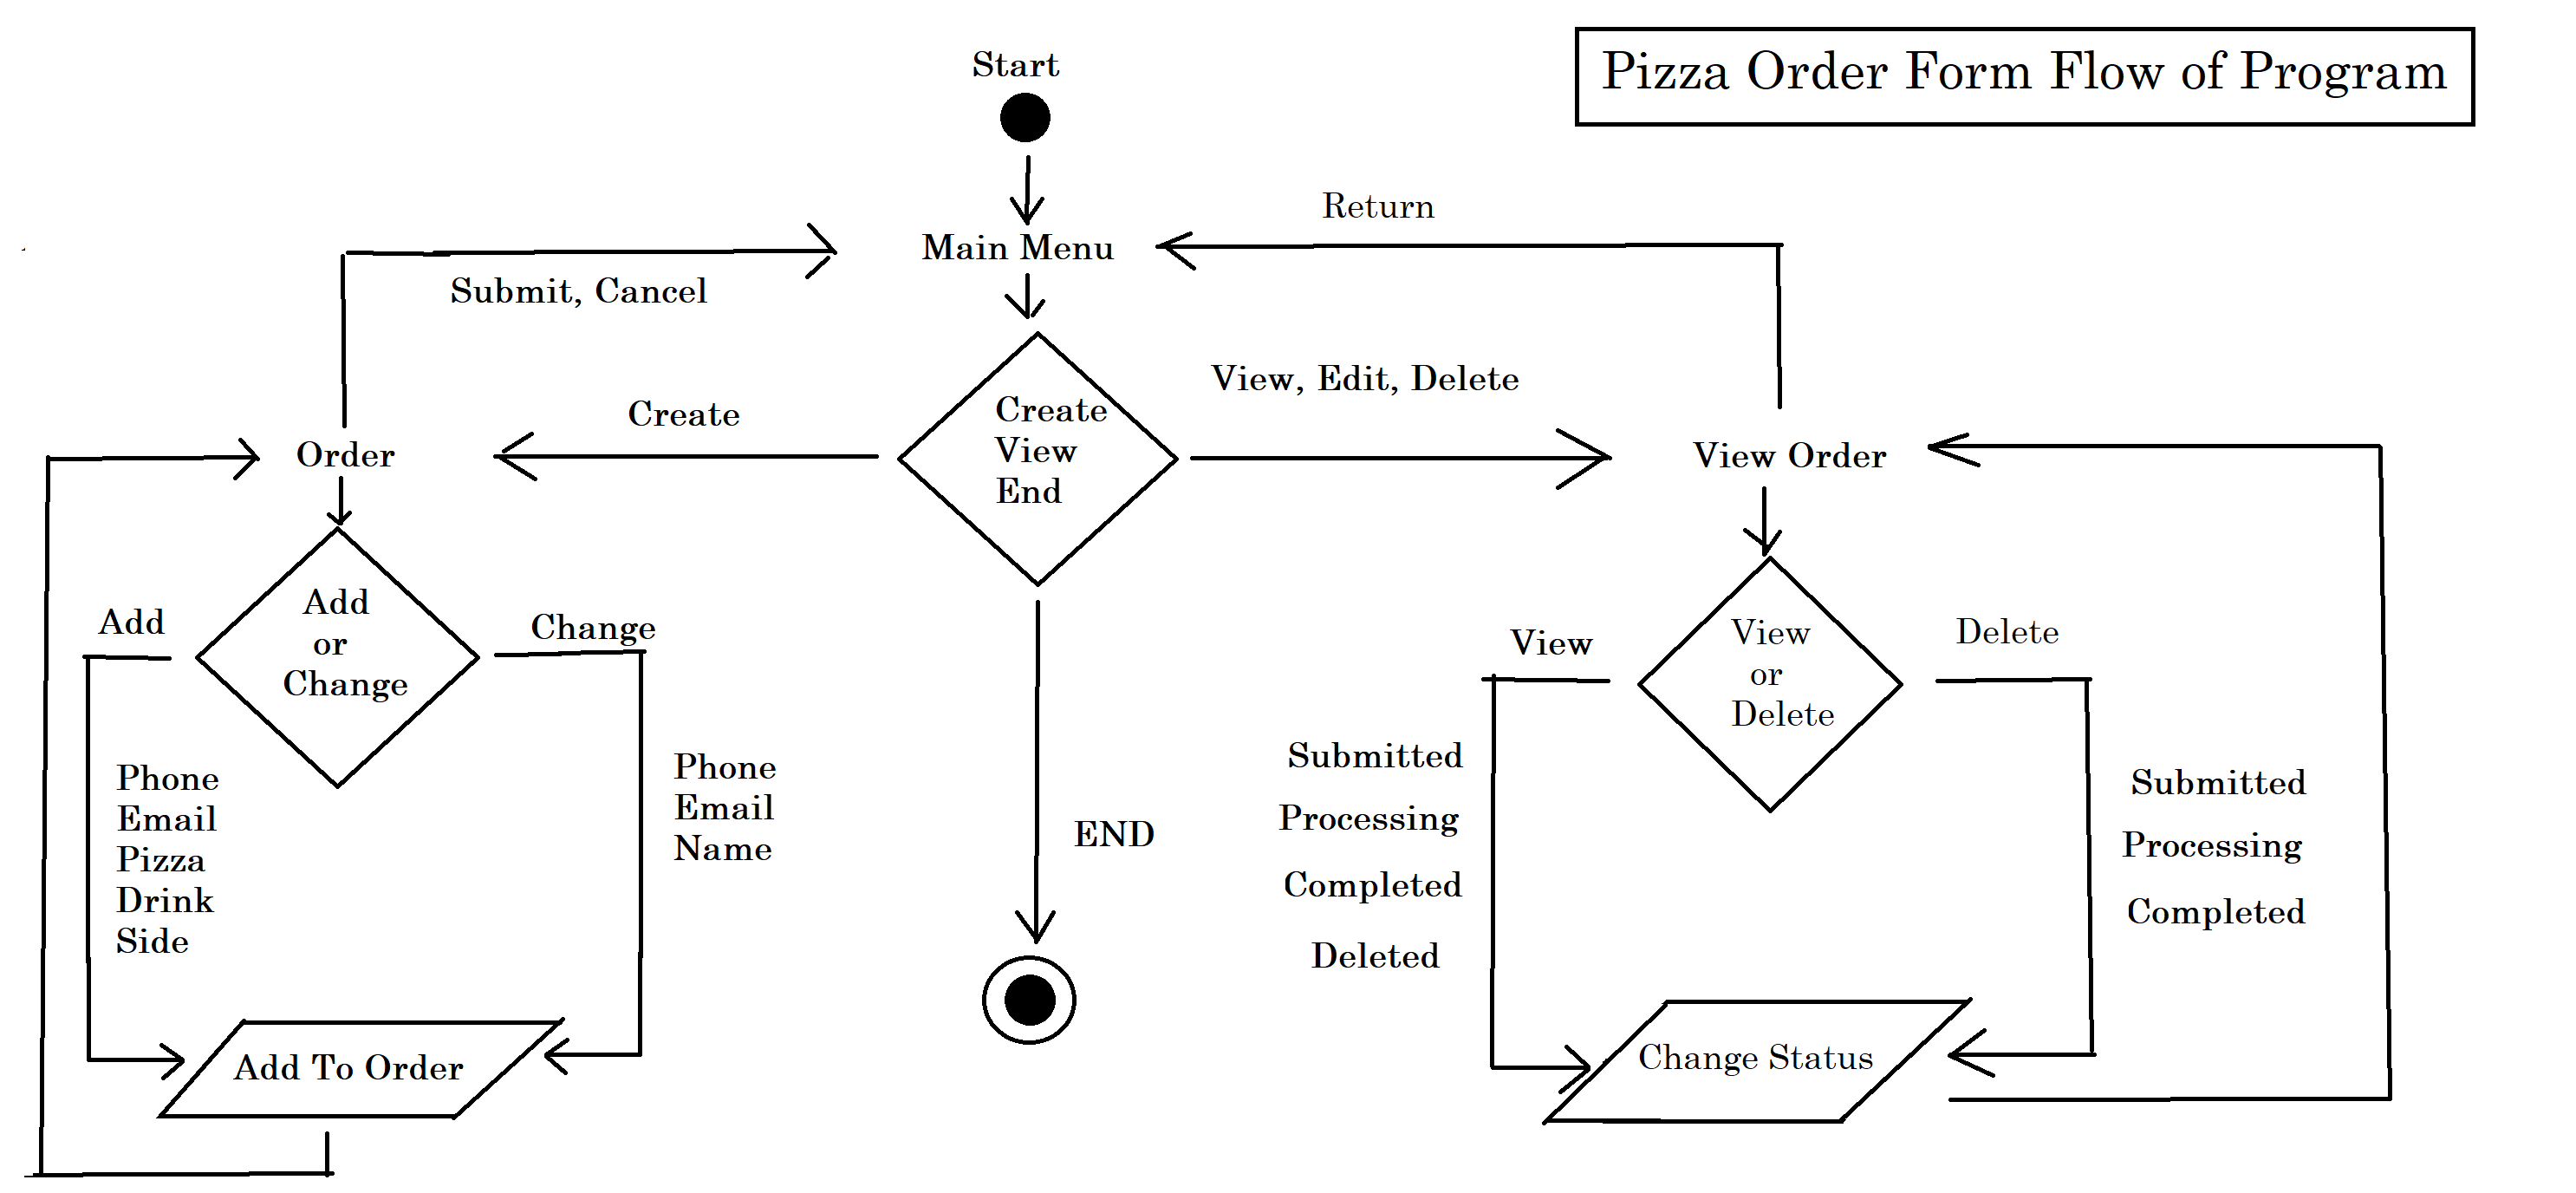 Start
Pizza Order Form Flow of Program
Return
Main Menu
Submit, Cancel
View, Edit, Delete
Create
Create
View
End
Order
View Order
Add
Add
or
Change
Change
View
View
or
Delete
Delete
Phone
Email
Pizza
Drink
Side
Phone
Email
Name
END
Submitted
Processing
Completed
Deleted
Submitted
Processing
Completed
Add To Order
Change Status